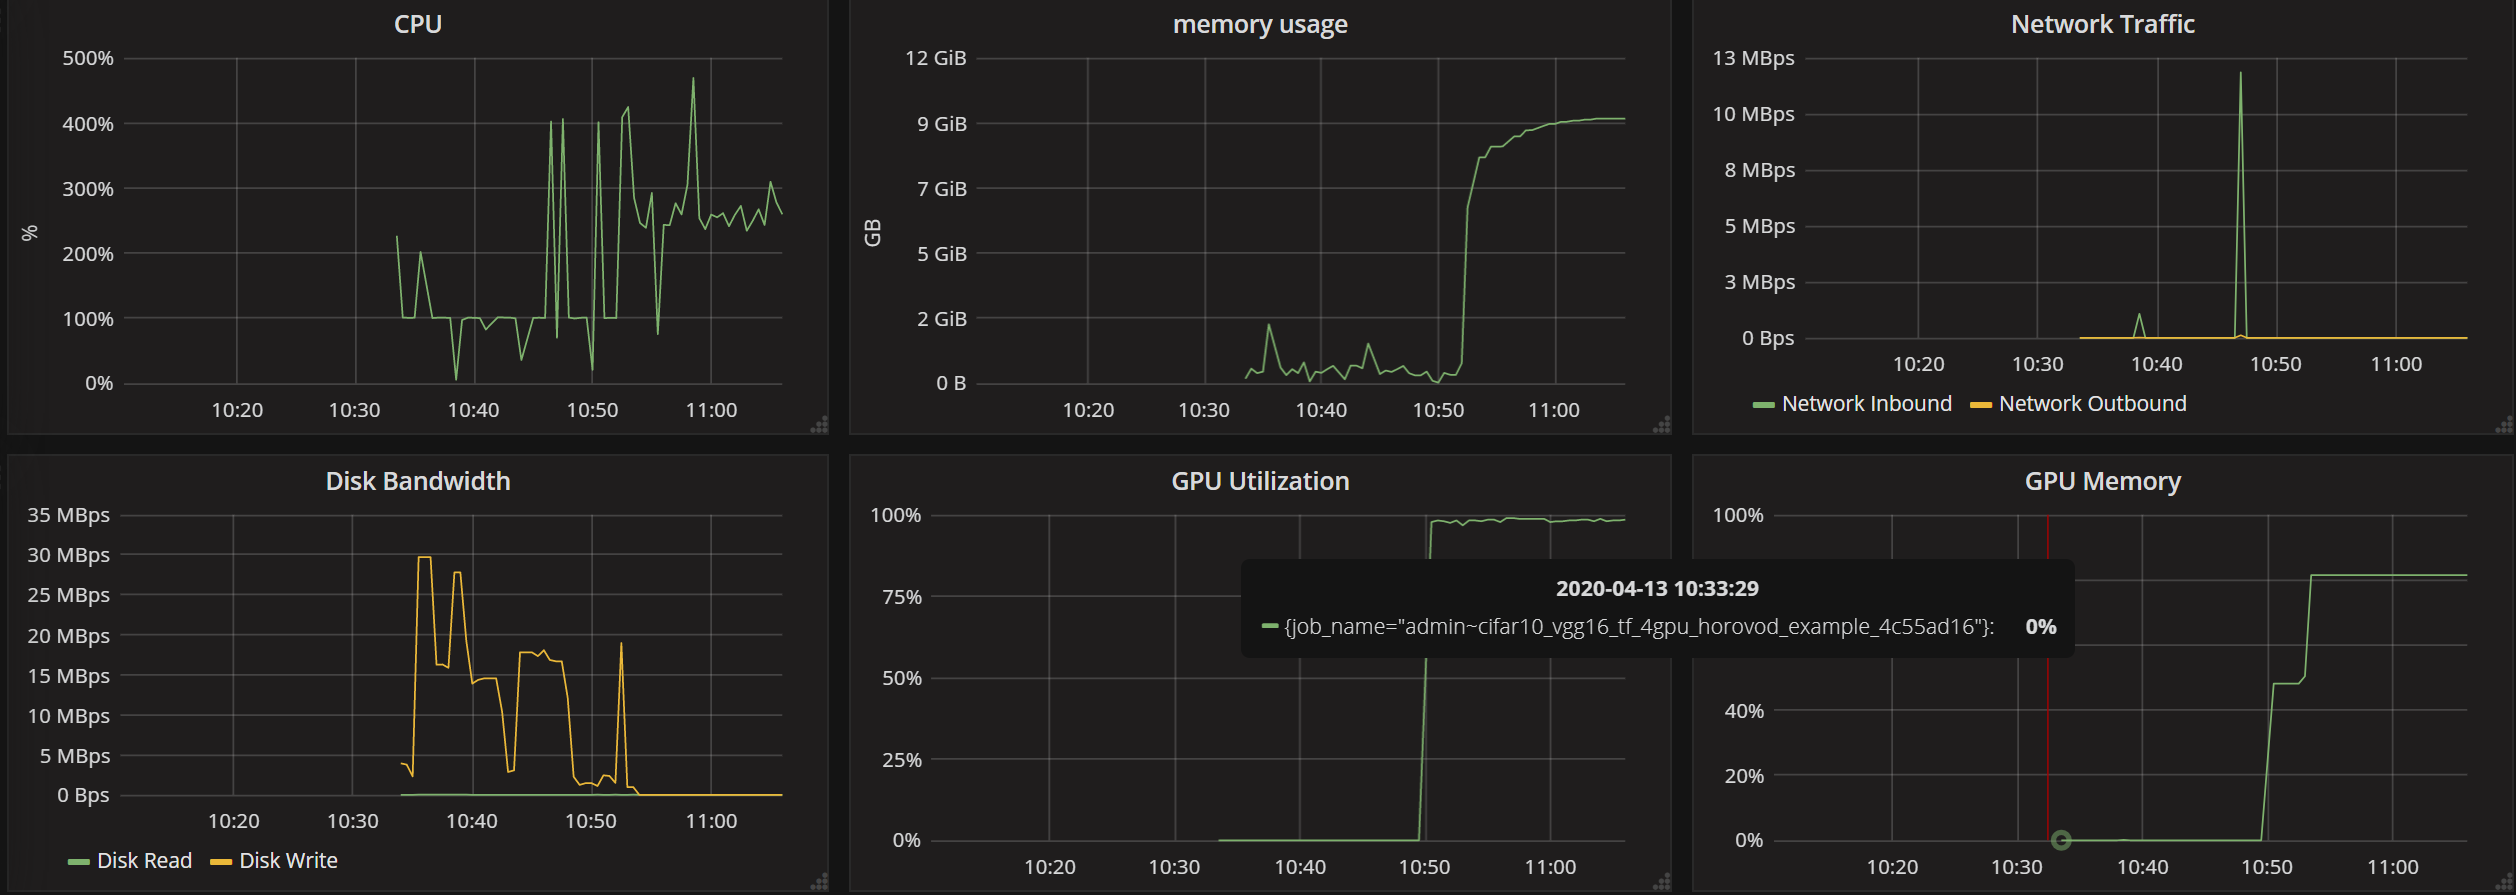 CPU
500%
400%
300%
200%
100%
0%
%
10:20 10:30 10:40 10:50 11:00
memory usage
12 GiB
9 GiB
7 GiB
5 GiB
2 GiB
0 B
GB
10:20 10:30 10:40 10:50 11:00
Network Traffic
13 MBps
10 MBps
8 MBps
5 MBps
3 MBps
0 Bps
10:20 10:30 10:40 10:50 11:00
Network Inbound Network Outbound
Disk Bandwidth
35 MBps
30 MBps
25 MBps
20 MBps
15 MBps
10 MBps
5 MBps
0 Bps
10:20 10:30 10:40 10:50 11:00
Disk Read Disk Write
GPU Utilization
100%
75%
50%
25%
0%
10:20 10:30 10:40 10:50 11:00
2020-04-13 10:33:29
{job_name="admin~cifar10_vgg16_tf_4gpu_horovod_example_4c55ad16"}: 0%
GPU Memory
100%
40%
20%
0%
10:20 10:30 10:40 10:50 11:00